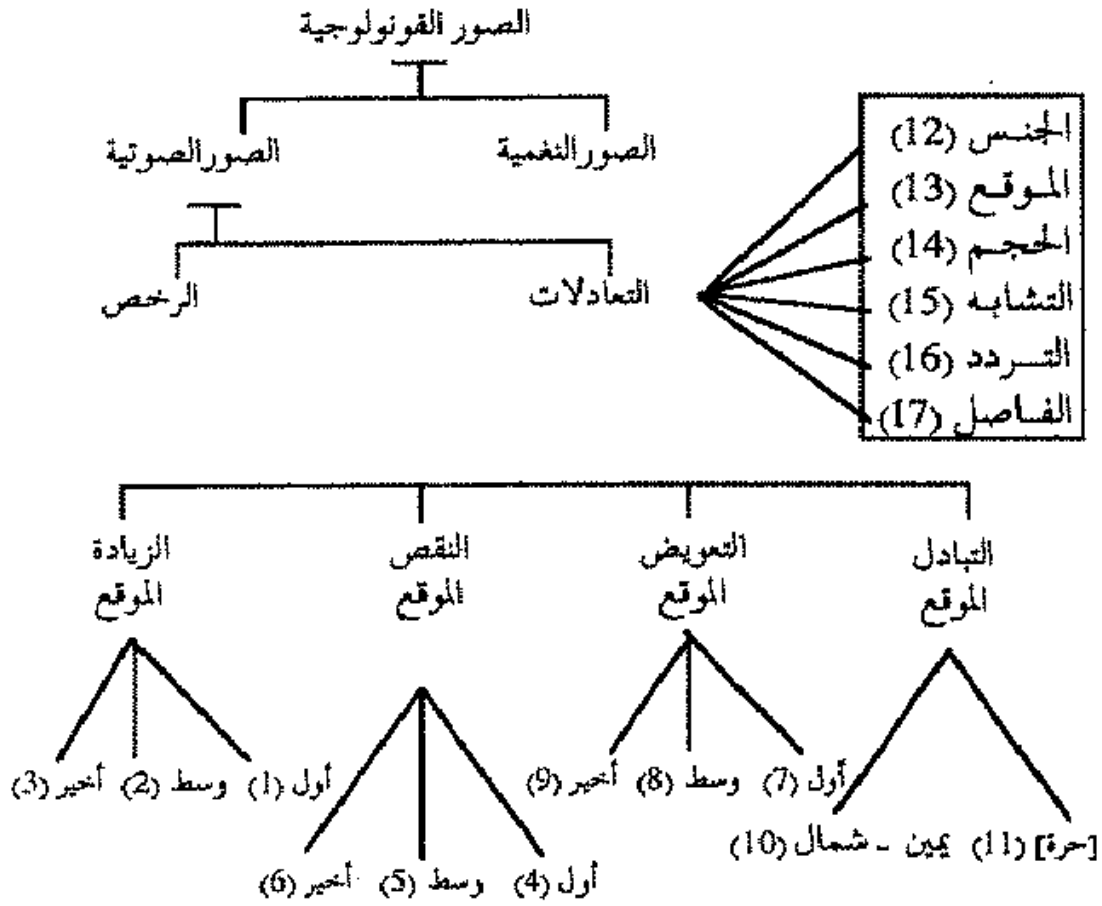 الصور الفونولوجية
الصور النغمية الصور الصوتية
التعادلات الرخص
الجنس (12)
الموقع (13)
الحجم (14)
التشابه (15)
التردد (16)
الفاصل (17)
التبادل التعويض النقص الزيادة
الموقع الموقع الموقع الموقع
أول (1) وسط (2) أخير (3)
أول (4) وسط (5) أخير (6)
أول (7) وسط (8) أخير (9)
[حرة] (11) يمين - شمال (10)